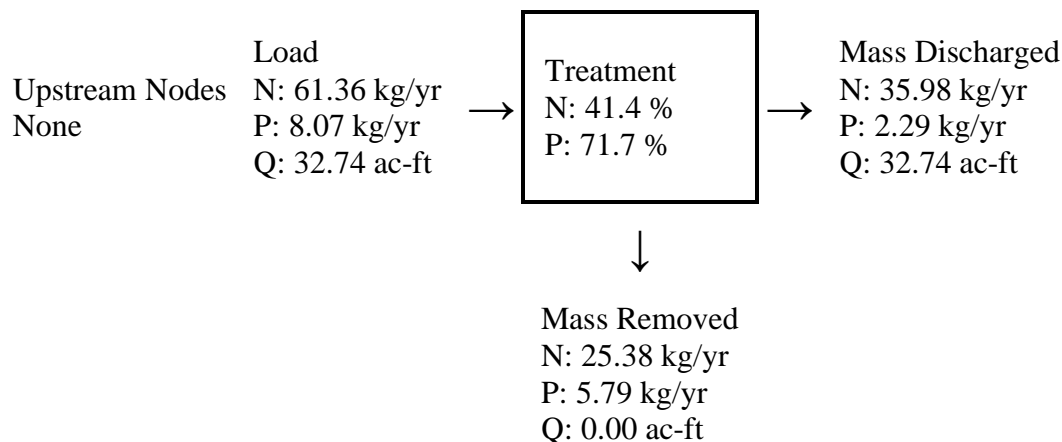 Upstream Nodes
None
Load
N: 61.36 kg/yr
P: 8.07 kg/yr
Q: 32.74 ac-ft
→
Treatment
N: 41.4 %
P: 71.7 %
→
Mass Discharged
N: 35.98 kg/yr
P: 2.29 kg/yr
Q: 32.74 ac-ft
↓
Mass Removed
N: 25.38 kg/yr
P: 5.79 kg/yr
Q: 0.00 ac-ft